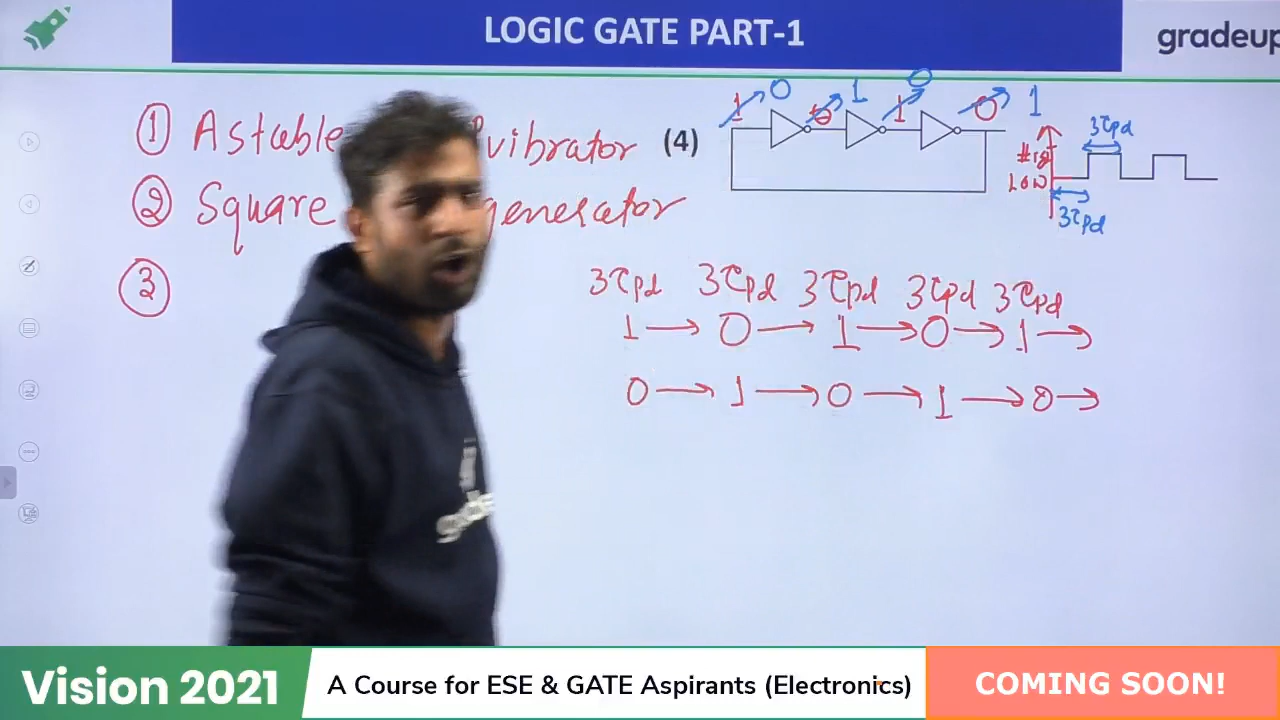 LOGIC GATE PART-1
gradeup
① Astable vibrator
② Square generator
③
(4)
1 0 1 1 0 0 1
3τpd
High
LOW
3τpd
3τpd 3τpd 3τpd 3τpd 3τpd
1 → 0 → 1 → 0 → 1 →
0 → 1 → 0 → 1 → 0 →
Vision 2021
A Course for ESE & GATE Aspirants (Electronics)
COMING SOON!